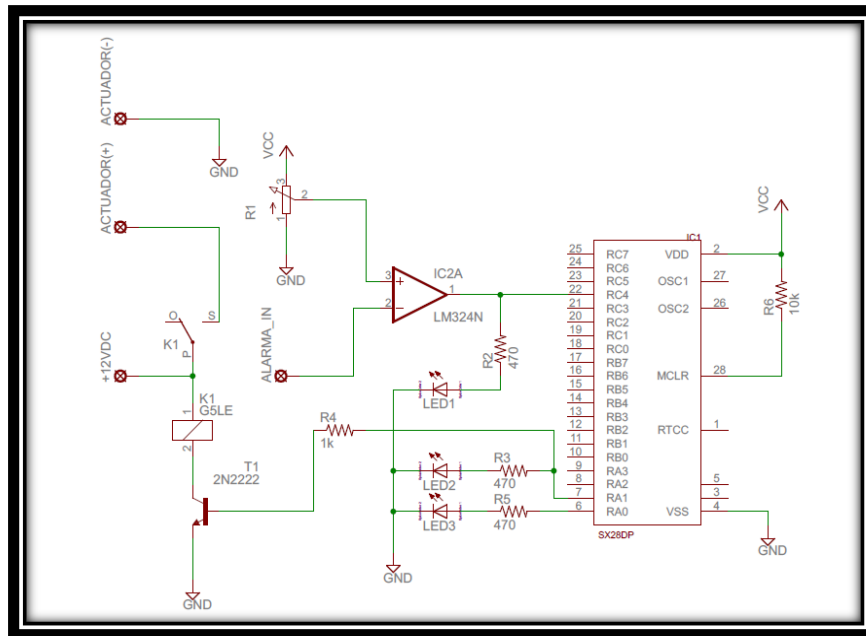 ACTUADOR(-)
GND
ACTUADOR(+)
VCC
3
2
1
R1
GND
O
S
K1
P
+12VDC
K1
G5LE
1
2
T1
2N2222
GND
ALARMA_IN
3
2
+
-
1
IC2A
LM324N
R2
470
LED1
R4
1k
LED2
R3
470
LED3
R5
470
GND
IC1
25 RC7 VDD 2
24 RC6
23 RC5 OSC1 27
22 RC4
21 RC3 OSC2 26
20 RC2
19 RC1
18 RC0
17 RB7
16 RB6 MCLR 28
15 RB5
14 RB4
13 RB3
12 RB2 RTCC 1
11 RB1
10 RB0
9 RA3
8 RA2 5
7 RA1 3
6 RA0 VSS 4
SX28DP
VCC
R6
10k
GND